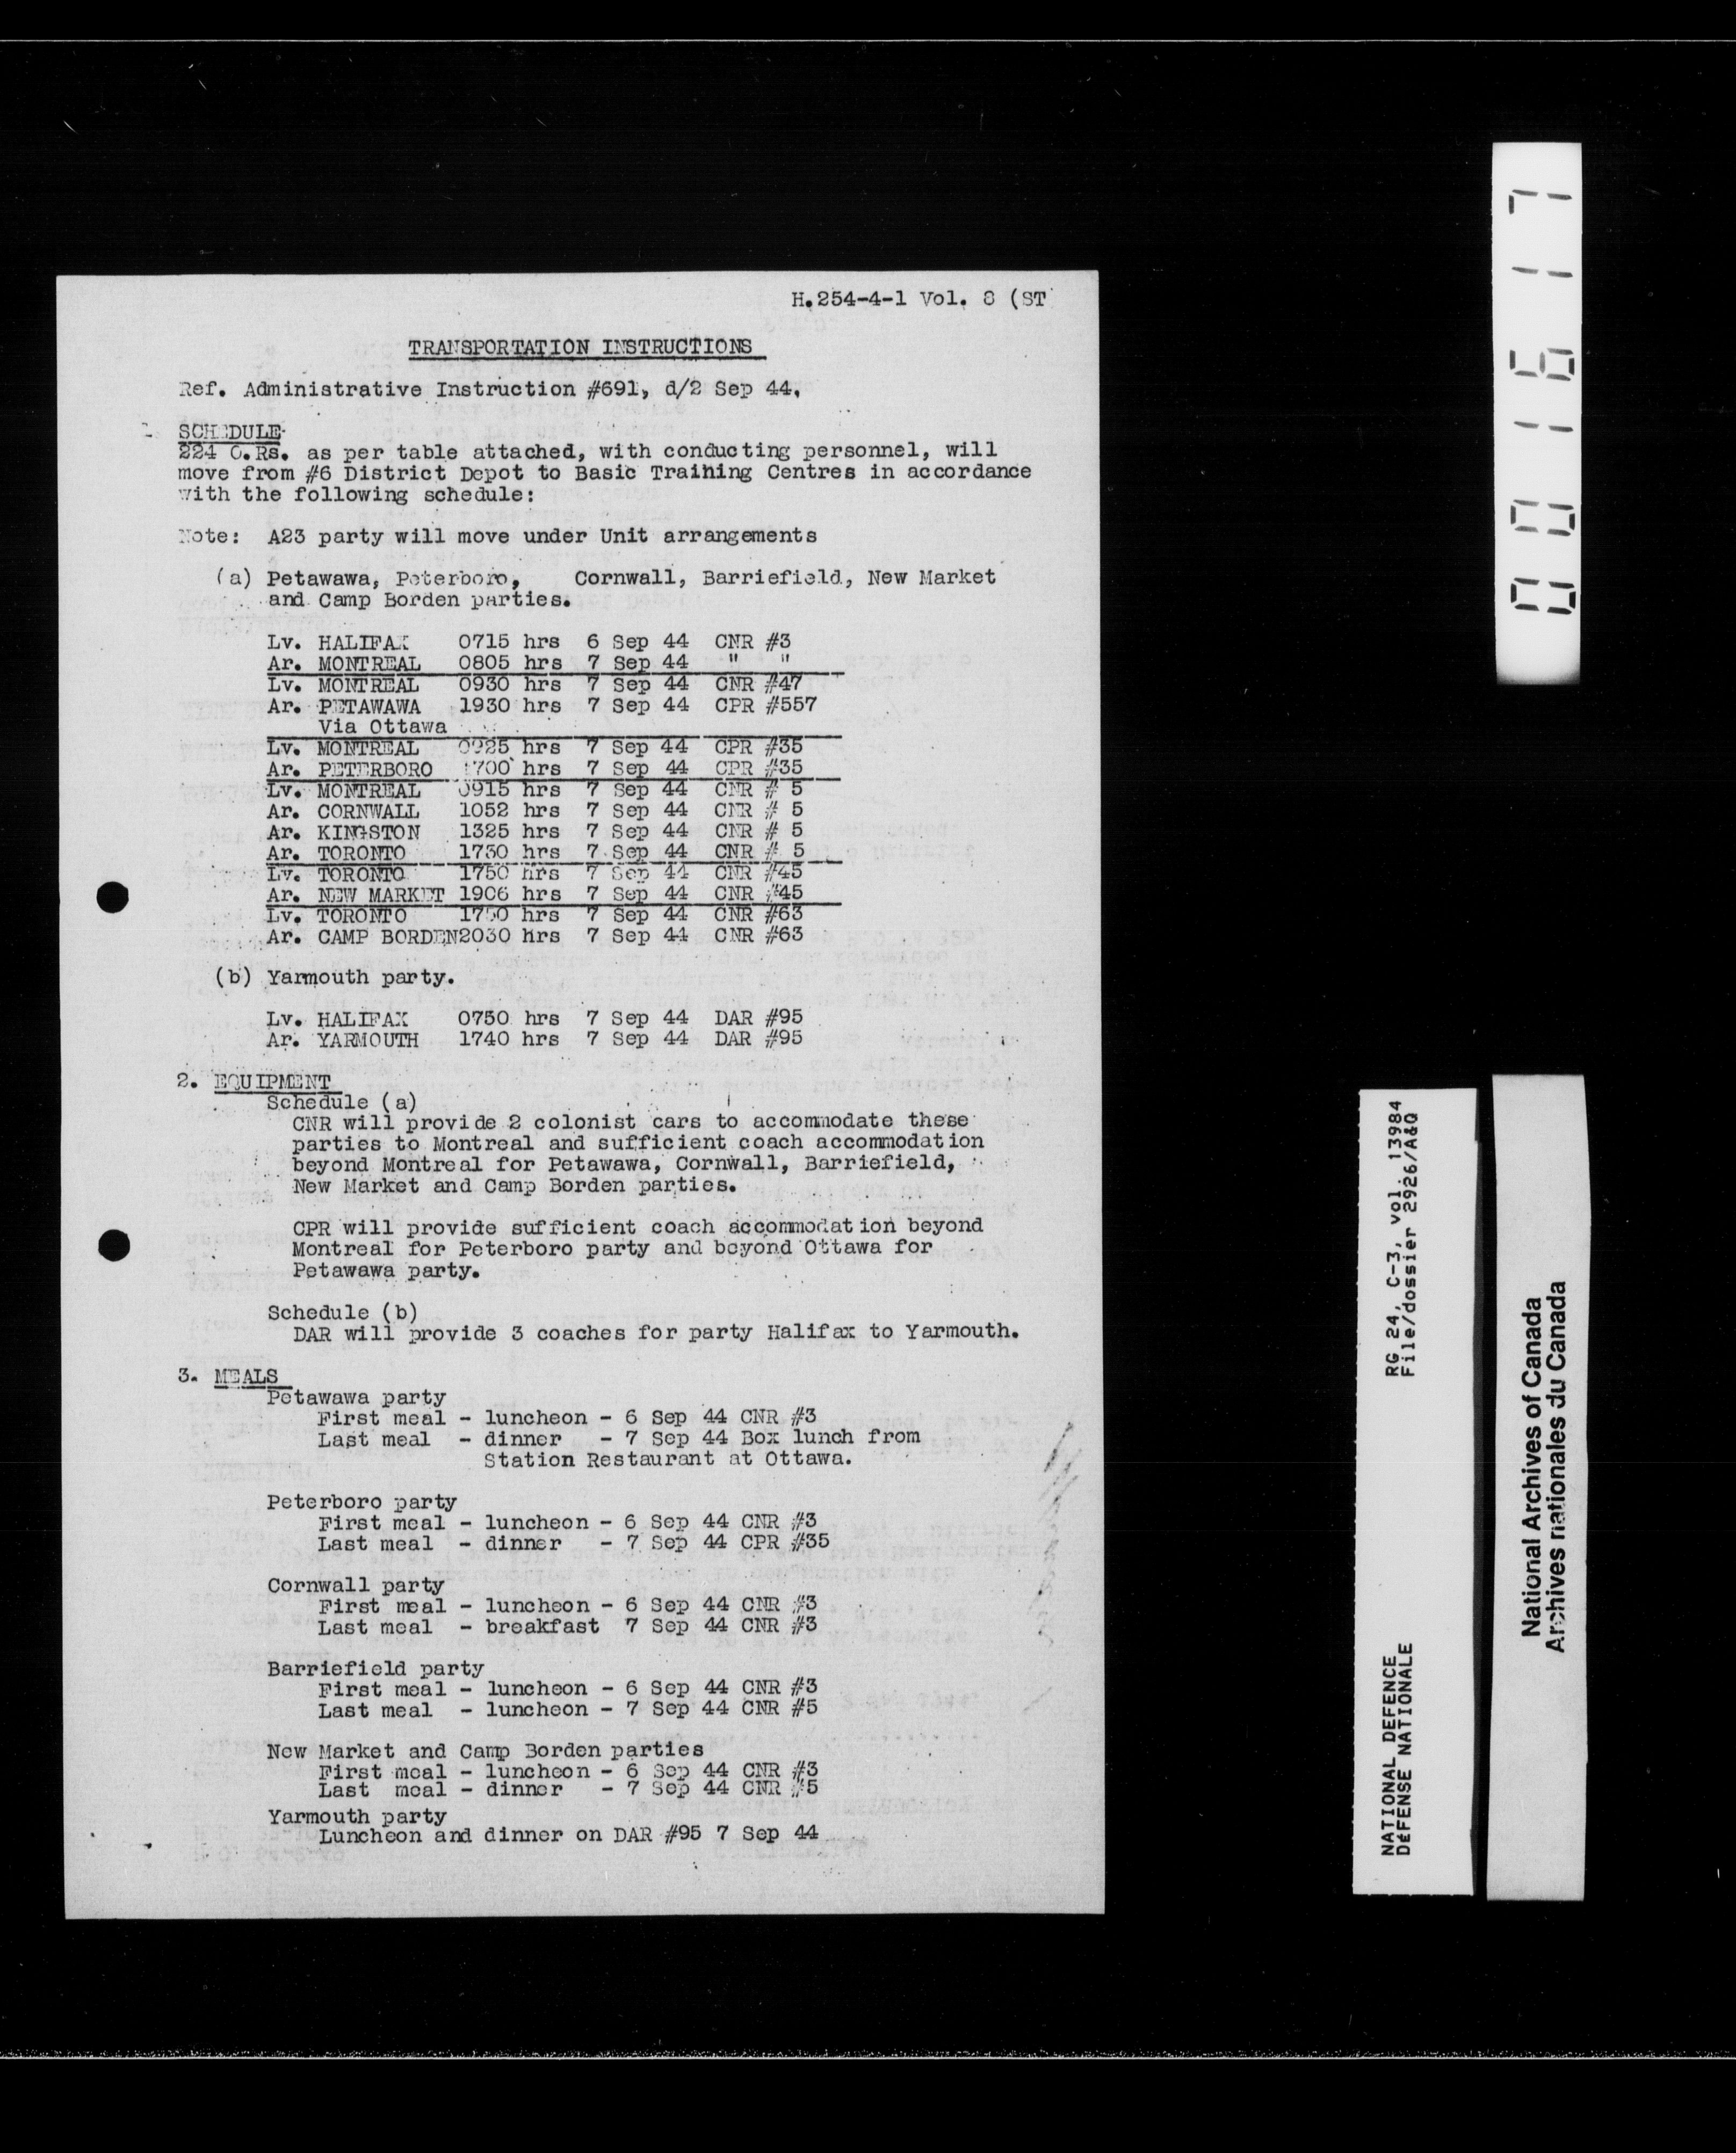 H.254-4-1 Vol. 8 (ST
TRANSPORTATION INSTRUCTIONS
Ref. Administrative Instruction #691, d/2 Sep 44.
SCHEDULE
224 O.Rs. as per table attached, with conducting personnel, will
move from #6 District Depot to Basic Training Centres in accordance
with the following schedule:
Note: A23 party will move under Unit arrangements
(a) Petawawa, Peterboro, Cornwall, Barriefield, New Market
and Camp Borden parties.
Lv. HALIFAX 0715 hrs 6 Sep 44 CNR #3
Ar. MONTREAL 0805 hrs 7 Sep 44 " "
Lv. MONTREAL 0930 hrs 7 Sep 44 CNR #47
Ar. PETAWAWA 1930 hrs 7 Sep 44 CPR #557
Via Ottawa
Lv. MONTREAL 0925 hrs 7 Sep 44 CPR #35
Ar. PETERBORO 1700 hrs 7 Sep 44 CPR #35
Lv. MONTREAL 0915 hrs 7 Sep 44 CNR # 5
Ar. CORNWALL 1052 hrs 7 Sep 44 CNR # 5
Ar. KINGSTON 1325 hrs 7 Sep 44 CNR # 5
Ar. TORONTO 1730 hrs 7 Sep 44 CNR # 5
Lv. TORONTO 1750 hrs 7 Sep 44 CNR #45
Ar. NEW MARKET 1906 hrs 7 Sep 44 CNR #45
Lv. TORONTO hrs 7 Sep 44 CNR #63
Ar. CAMP BORDEN2030 hrs 7 Sep 44 CNR #63
(b) Yarmouth party.
Lv. HALIFAX 0750 hrs 7 Sep 44 DAR #95
Ar. YARMOUTH 1740 hrs 7 Sep 44 DAR #95
2. EQUIPMENT
Schedule (a)
CNR will provide 2 colonist cars to accommodate these
parties to Montreal and sufficient coach accommodation
beyond Montreal for Petawawa, Cornwall, Barriefield,
New Market and Camp Borden parties.
CPR will provide sufficient coach accommodation beyond
Montreal for Peterboro party and beyond Ottawa for
Petawawa party.
Schedule (b)
DAR will provide 3 coaches for party Halifax to Yarmouth.
3. MEALS
Petawawa party
First meal - luncheon - 6 Sep 44 CNR #3
Last meal - dinner - 7 Sep 44 Box lunch from
Station Restaurant at Ottawa.
Peterboro party
First meal - luncheon - 6 Sep 44 CNR #3
Last meal - dinner - 7 Sep 44 CPR #35
Cornwall party
First meal - luncheon - 6 Sep 44 CNR #3
Last meal - breakfast 7 Sep 44 CNR #3
Barriefield party
First meal - luncheon - 6 Sep 44 CNR #3
Last meal - luncheon - 7 Sep 44 CNR #5
New Market and Camp Borden parties
First meal - luncheon - 6 Sep 44 CNR #3
Last meal - dinner - 7 Sep 44 CNR #5
Yarmouth party
Luncheon and dinner on DAR #95 7 Sep 44
001617
RG 24, C-3, vol. 13984
File/dossier 2926/A&Q
NATIONAL DEFENCE
DÉFENSE NATIONALE
National Archives of Canada
Archives nationales du Canada